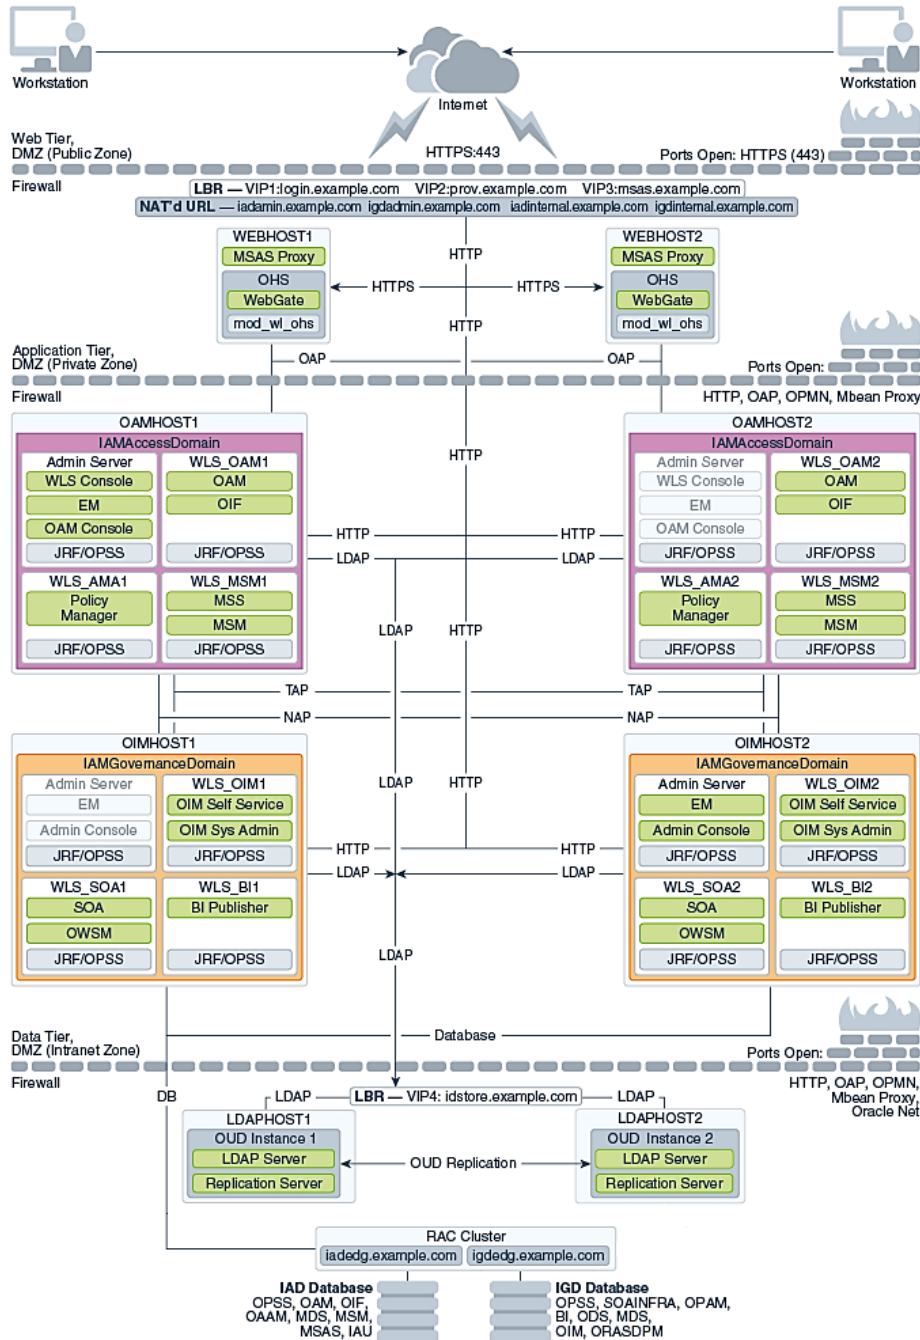 Workstation
Internet
Workstation
Web Tier,
DMZ (Public Zone)
HTTPS:443
Ports Open: HTTPS (443)
Firewall
LBR — VIP1:login.example.com VIP2:prov.example.com VIP3:msas.example.com
NAT'd URL — iadamin.example.com igdadmin.example.com iadinternal.example.com igdinternal.example.com
WEBHOST1
MSAS Proxy
OHS
WebGate
mod_wl_ohs
HTTP
HTTPS
HTTPS
HTTP
WEBHOST2
MSAS Proxy
OHS
WebGate
mod_wl_ohs
Application Tier,
DMZ (Private Zone)
OAP
OAP
Ports Open:
Firewall
HTTP, OAP, OPMN, Mbean Proxy
OAMHOST1
IAMAccessDomain
Admin Server
WLS Console
EM
OAM Console
JRF/OPSS
WLS_OAM1
OAM
OIF
JRF/OPSS
WLS_AMA1
Policy
Manager
JRF/OPSS
WLS_MSM1
MSS
MSM
JRF/OPSS
HTTP
HTTP
HTTP
LDAP
LDAP
LDAP
HTTP
OAMHOST2
IAMAccessDomain
Admin Server
WLS Console
EM
OAM Console
JRF/OPSS
WLS_OAM2
OAM
OIF
JRF/OPSS
WLS_AMA2
Policy
Manager
JRF/OPSS
WLS_MSM2
MSS
MSM
JRF/OPSS
TAP
TAP
NAP
NAP
OIMHOST1
IAMGovernanceDomain
Admin Server
EM
Admin Console
JRF/OPSS
WLS_OIM1
OIM Self Service
OIM Sys Admin
JRF/OPSS
WLS_SOA1
SOA
OWSM
JRF/OPSS
WLS_BI1
BI Publisher
JRF/OPSS
LDAP
HTTP
HTTP
HTTP
LDAP
LDAP
LDAP
OIMHOST2
IAMGovernanceDomain
Admin Server
EM
Admin Console
JRF/OPSS
WLS_OIM2
OIM Self Service
OIM Sys Admin
JRF/OPSS
WLS_SOA2
SOA
OWSM
JRF/OPSS
WLS_BI2
BI Publisher
JRF/OPSS
Data Tier,
DMZ (Intranet Zone)
Database
Ports Open:
Firewall
HTTP, OAP, OPMN,
Mbean Proxy,
Oracle Net
DB
LDAP
LBR — VIP4: idstore.example.com
LDAP
LDAPHOST1
OUD Instance 1
LDAP Server
Replication Server
OUD Replication
LDAPHOST2
OUD Instance 2
LDAP Server
Replication Server
RAC Cluster
iadedg.example.com
igdedg.example.com
IAD Database
OPSS, OAM, OIF,
OAAM, MDS, MSM,
MSAS, IAU
IGD Database
OPSS, SOAINFRA, OPAM,
BI, ODS, MDS,
OIM, ORASDPM